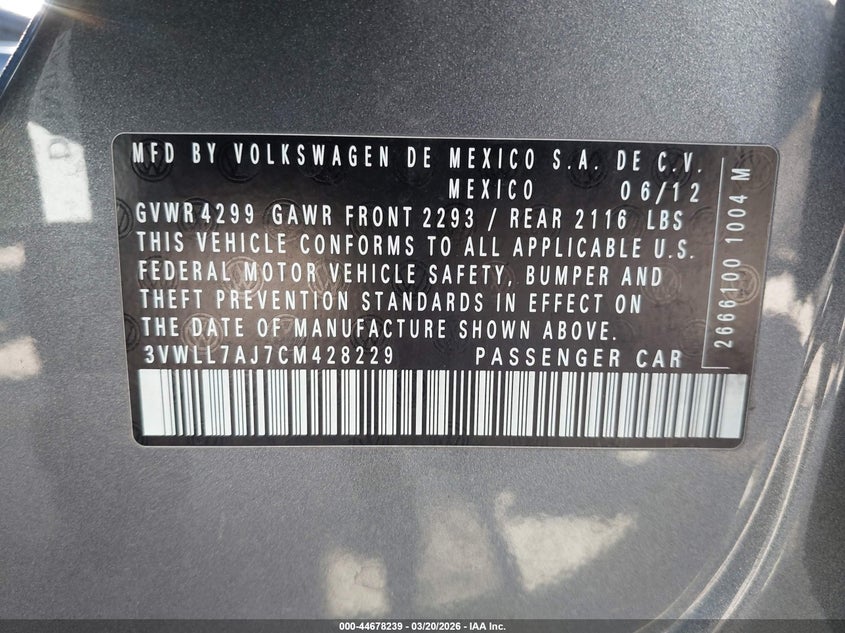 MFD BY VOLKSWAGEN DE MEXICO S.A. DE C.V.
MEXICO 06/12
GVWR 4299 GAWR FRONT 2293 / REAR 2116 LBS
THIS VEHICLE CONFORMS TO ALL APPLICABLE U.S.
FEDERAL MOTOR VEHICLE SAFETY, BUMPER AND
THEFT PREVENTION STANDARDS IN EFFECT ON
THE DATE OF MANUFACTURE SHOWN ABOVE.
3VWLL7AJ7CM428229 PASSENGER CAR
2666100 1004 M
000-44678239 - 03/20/2026 - IAA Inc.